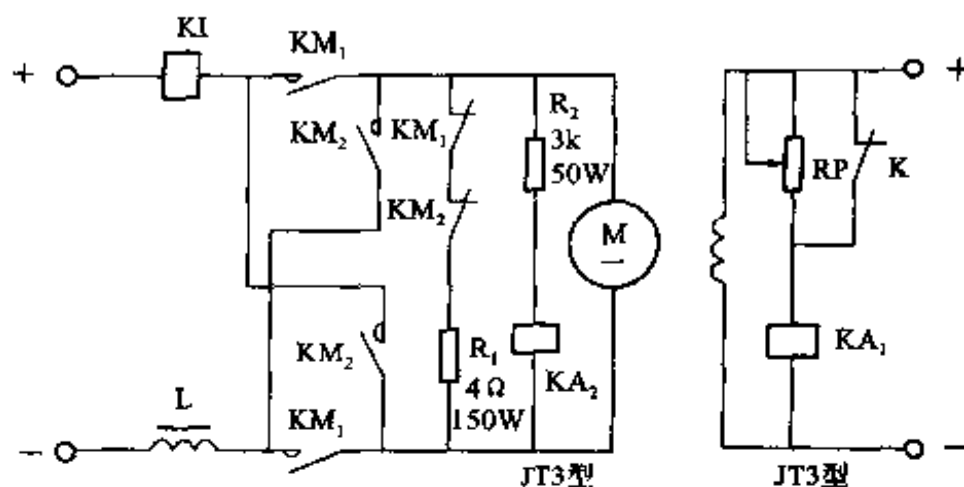 KI
KM₁
+
+
R₂
KM₂
KM₁
3k
50W
RP
K
KM₂
M
—
KM₂
R₁
KA₂
KA₁
4Ω
L
KM₁
150W
−
−
JT3型
JT3型